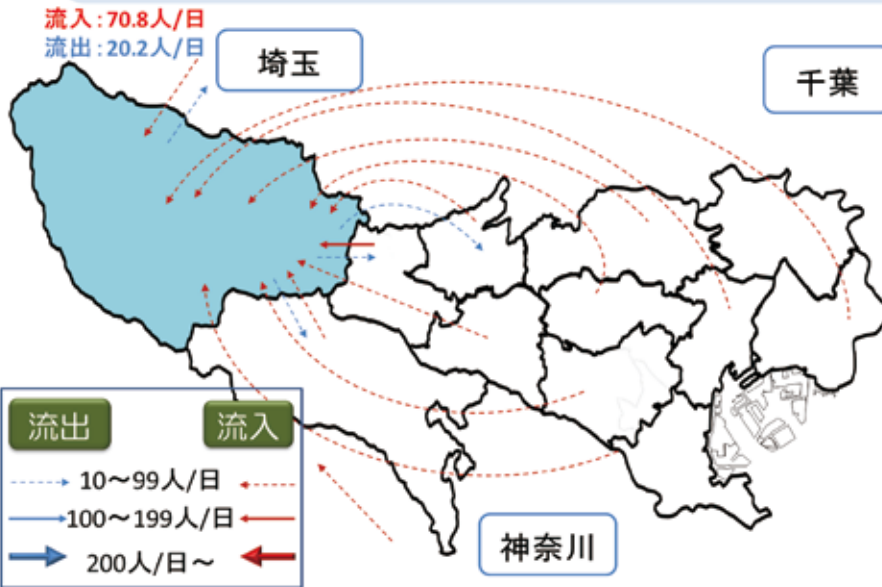 流入:70.8人/日
流出:20.2人/日
埼玉
千葉
流出 流入
10～99人/日
100～199人/日
200人/日～
神奈川